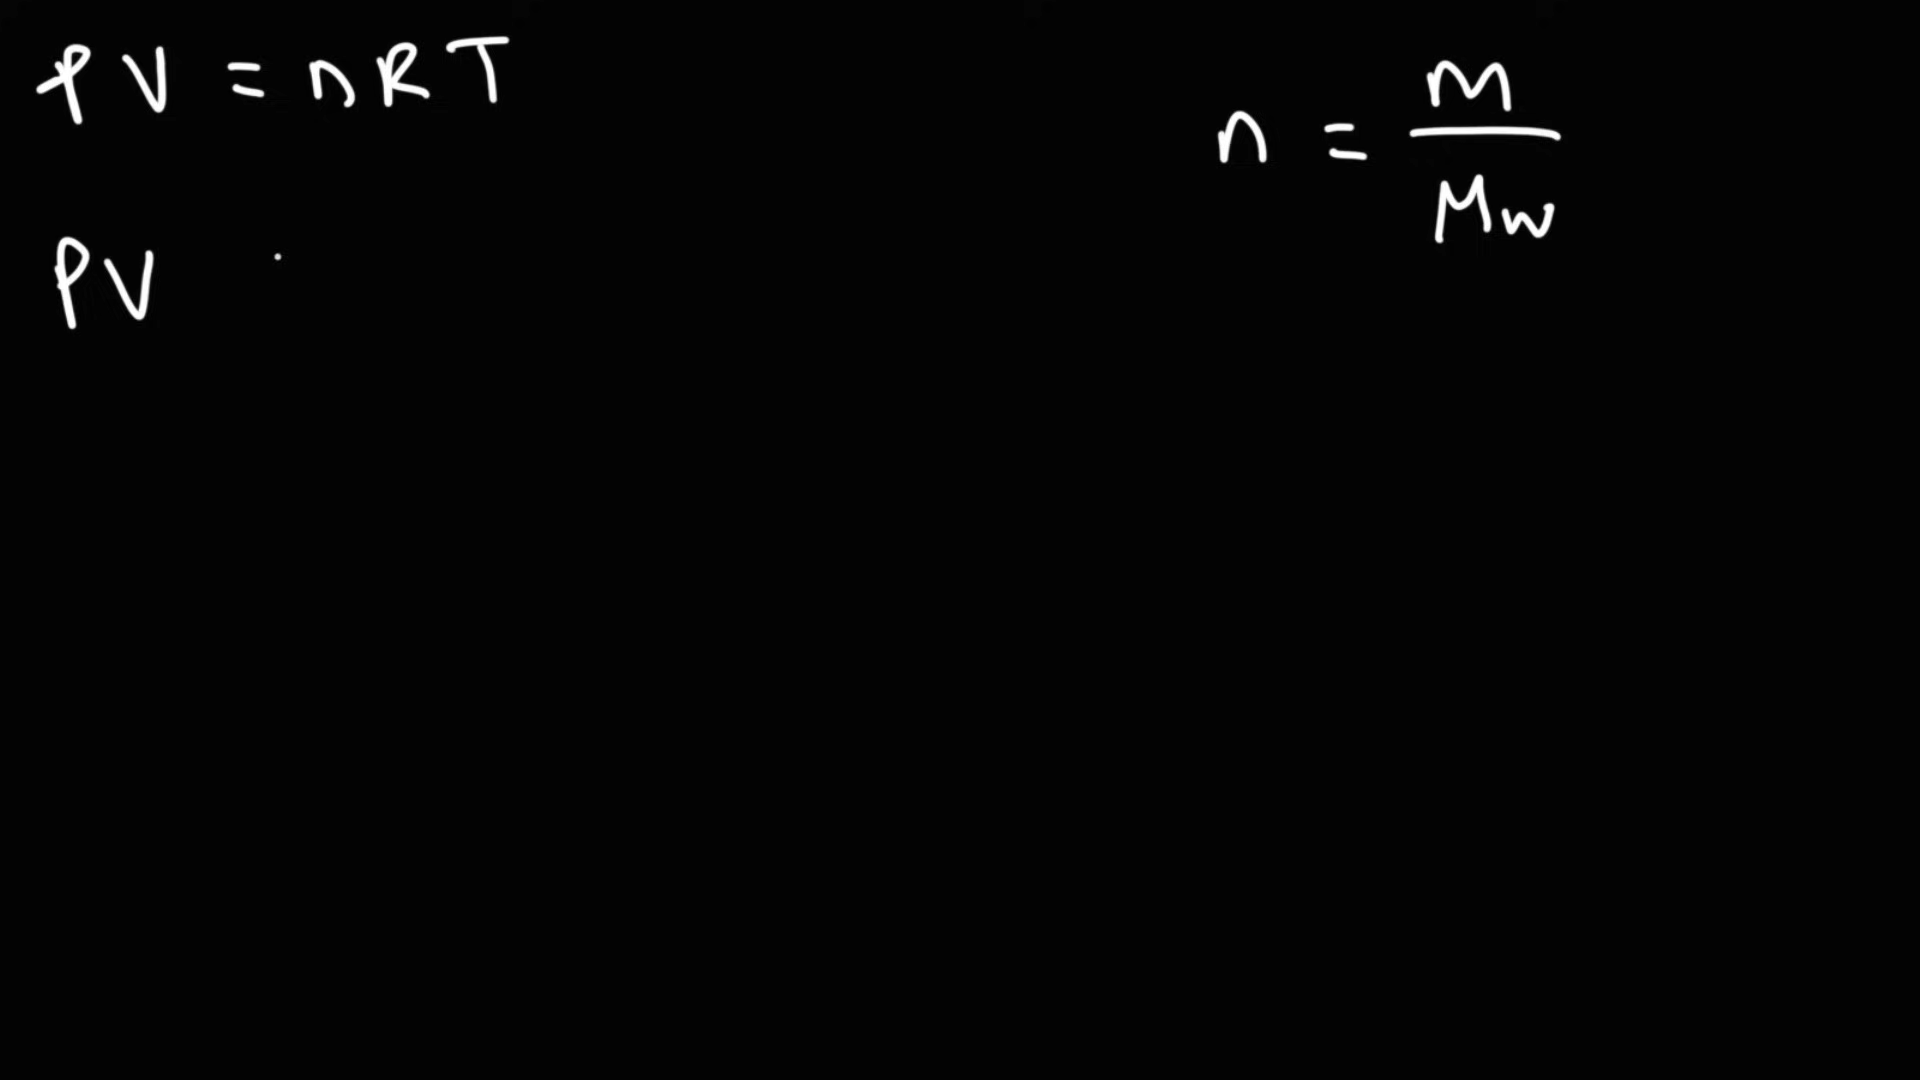 PV = nRT
n = m
Mw
PV